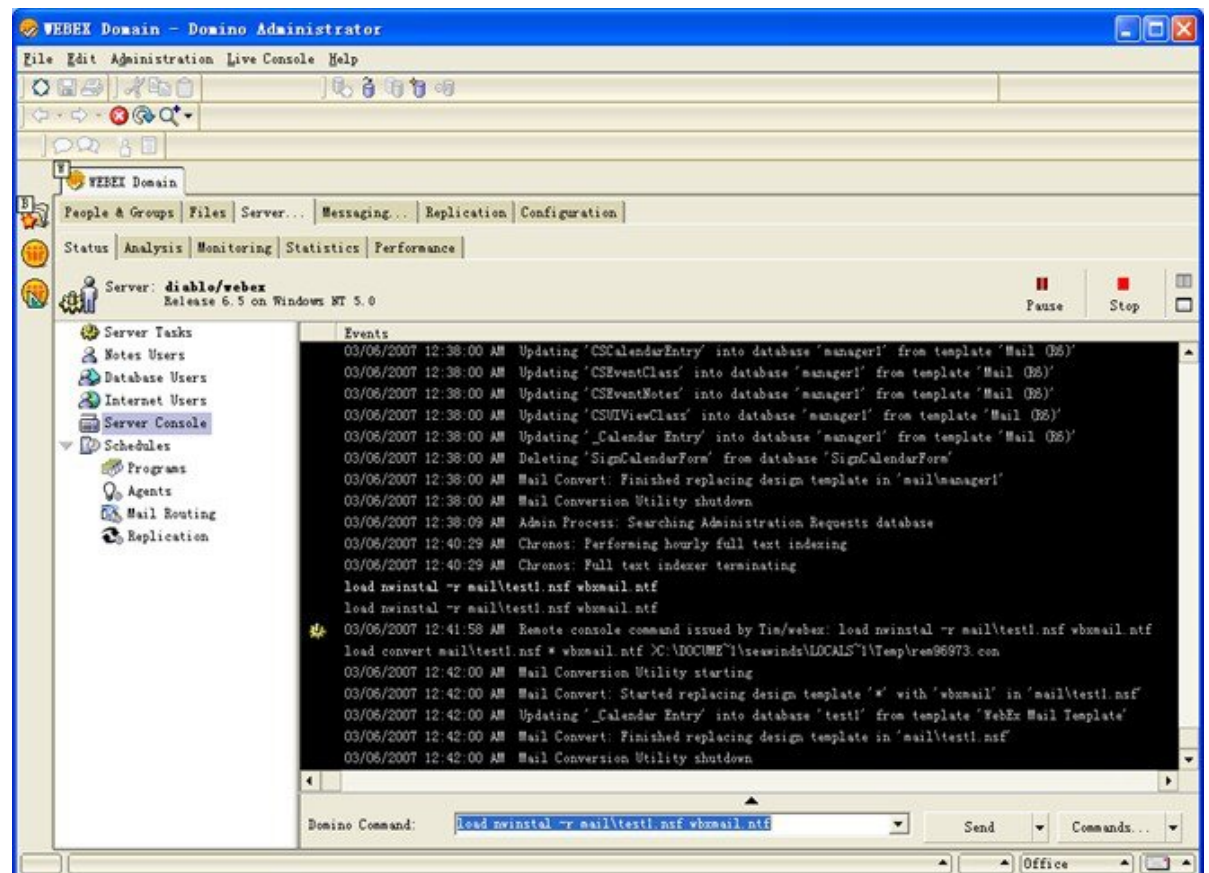 WEBEX Domain - Domino Administrator
File Edit Administration Live Console Help
WEBEX Domain
People & Groups Files Server... Messaging... Replication Configuration
Status Analysis Monitoring Statistics Performance
Server: diablo/webex
Release 6.5 on Windows NT 5.0
Pause Stop
Server Tasks
Notes Users
Database Users
Internet Users
Server Console
Schedules
Programs
Agents
Mail Routing
Replication
Events
03/06/2007 12:38:00 AM Updating 'CSCalendarEntry' into database 'manager1' from template 'Mail (R6)'
03/06/2007 12:38:00 AM Updating 'CSEventClass' into database 'manager1' from template 'Mail (R6)'
03/06/2007 12:38:00 AM Updating 'CSEventNotes' into database 'manager1' from template 'Mail (R6)'
03/06/2007 12:38:00 AM Updating 'CSUIViewClass' into database 'manager1' from template 'Mail (R6)'
03/06/2007 12:38:00 AM Updating '_Calendar Entry' into database 'manager1' from template 'Mail (R6)'
03/06/2007 12:38:00 AM Deleting 'SignCalendarForm' from database 'SignCalendarForm'
03/06/2007 12:38:00 AM Mail Convert: Finished replacing design template in 'mail\manager1'
03/06/2007 12:38:00 AM Mail Conversion Utility shutdown
03/06/2007 12:38:09 AM Admin Process: Searching Administration Requests database
03/06/2007 12:40:29 AM Chronos: Performing hourly full text indexing
03/06/2007 12:40:29 AM Chronos: Full text indexer terminating
load nwinstal -r mail\test1.nsf wbxmail.ntf
load nwinstal -r mail\test1.nsf wbxmail.ntf
03/06/2007 12:41:58 AM Remote console command issued by Tim/webex: load nwinstal -r mail\test1.nsf wbxmail.ntf
load convert mail\test1.nsf * wbxmail.ntf >C:\DOCUME~1\seawinds\LOCALS~1\Temp\rem96973.con
03/06/2007 12:42:00 AM Mail Conversion Utility starting
03/06/2007 12:42:00 AM Mail Convert: Started replacing design template '*' with 'wbxmail' in 'mail\test1.nsf'
03/06/2007 12:42:00 AM Updating '_Calendar Entry' into database 'test1' from template 'WebEx Mail Template'
03/06/2007 12:42:00 AM Mail Convert: Finished replacing design template in 'mail\test1.nsf'
03/06/2007 12:42:00 AM Mail Conversion Utility shutdown
Domino Command: load nwinstal -r mail\test1.nsf wbxmail.ntf Send Commands...
Office